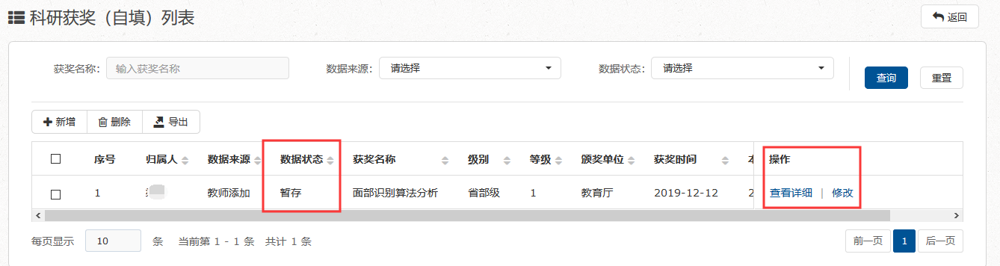 科研获奖（自填）列表
返回
获奖名称: 输入获奖名称 数据来源: 请选择 数据状态: 请选择 查询 重置
新增 删除 导出
序号 归属人 数据来源 数据状态 获奖名称 级别 等级 颁奖单位 获奖时间 操作
1 教师添加 暂存 面部识别算法分析 省部级 1 教育厅 2019-12-12 2 查看详细 | 修改
每页显示 10 条 当前第 1 - 1 条 共计 1 条 前一页 1 后一页